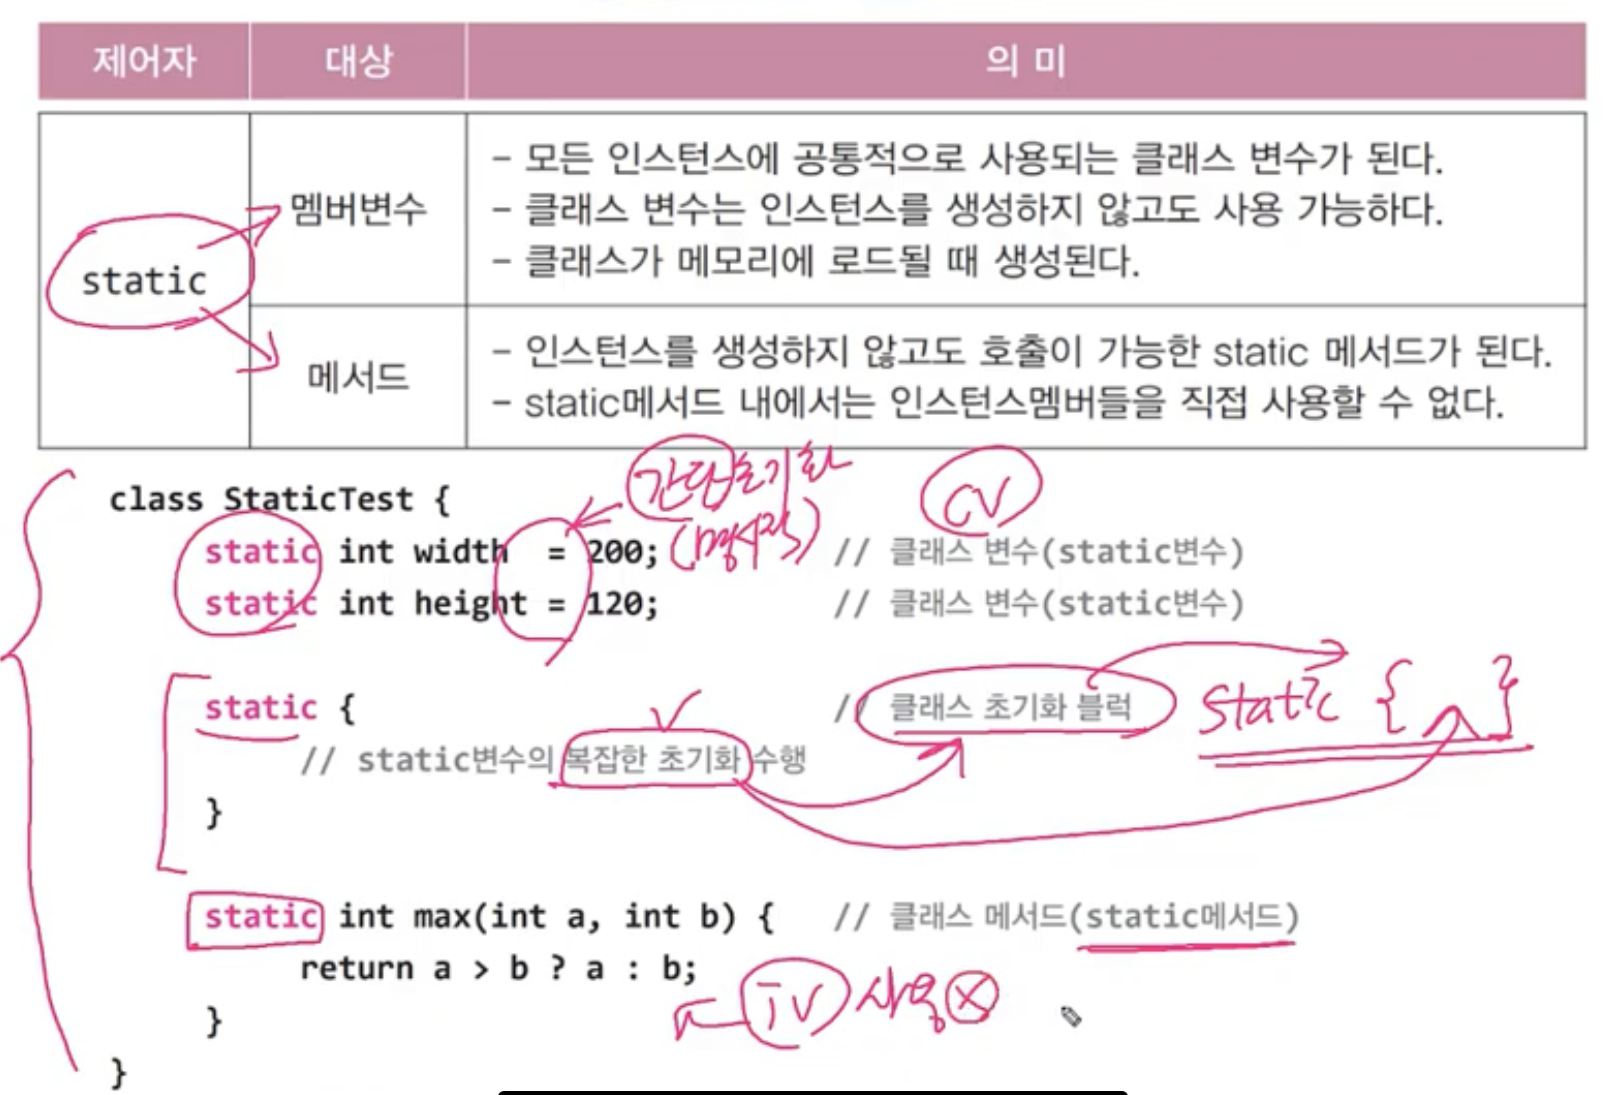 제어자 대상 의 미
static
멤버변수
- 모든 인스턴스에 공통적으로 사용되는 클래스 변수가 된다.
- 클래스 변수는 인스턴스를 생성하지 않고도 사용 가능하다.
- 클래스가 메모리에 로드될 때 생성된다.
메서드
- 인스턴스를 생성하지 않고도 호출이 가능한 static 메서드가 된다.
- static메서드 내에서는 인스턴스멤버들을 직접 사용할 수 없다.
간단초기화
(명시적)
CV
class StaticTest {
static int width = 200; // 클래스 변수(static변수)
static int height = 120; // 클래스 변수(static변수)
static { // 클래스 초기화 블럭
static { }
// static변수의 복잡한 초기화 수행
}
static int max(int a, int b) { // 클래스 메서드(static메서드)
return a > b ? a : b;
iv 사용 X
}
}